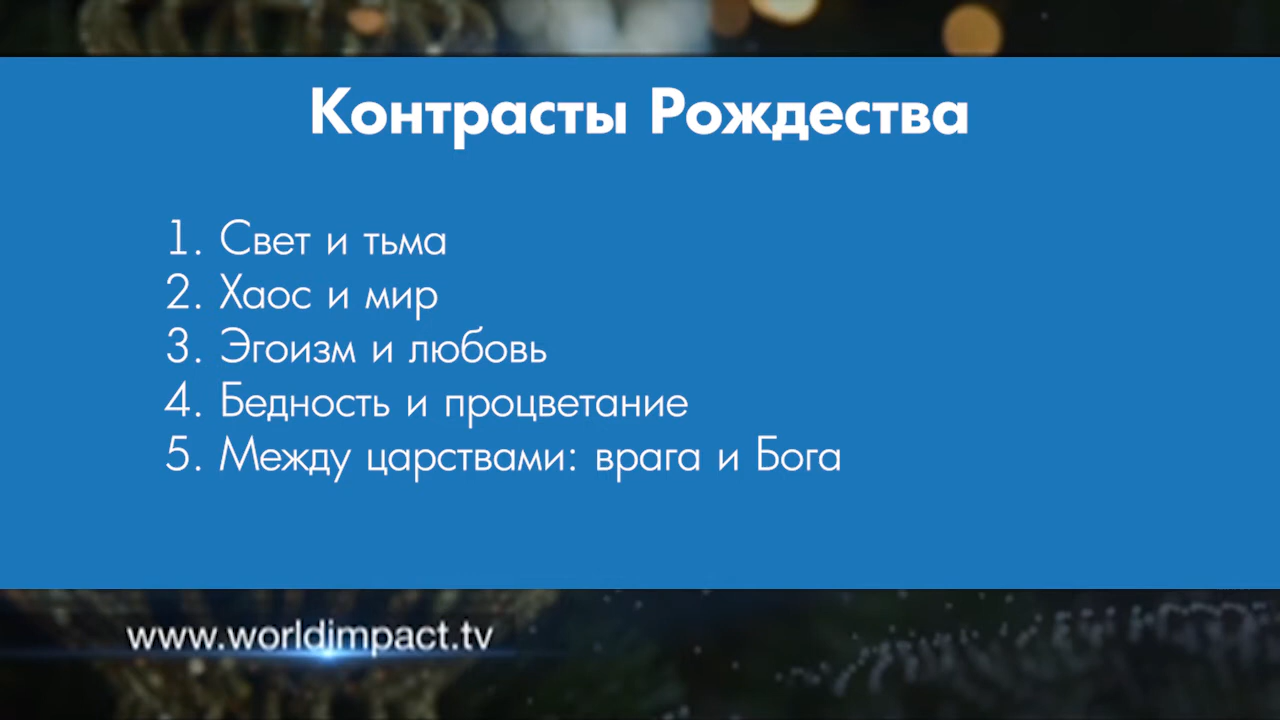 Контрасты Рождества
1. Свет и тьма
2. Хаос и мир
3. Эгоизм и любовь
4. Бедность и процветание
5. Между царствами: врага и Бога
www.worldimpact.tv